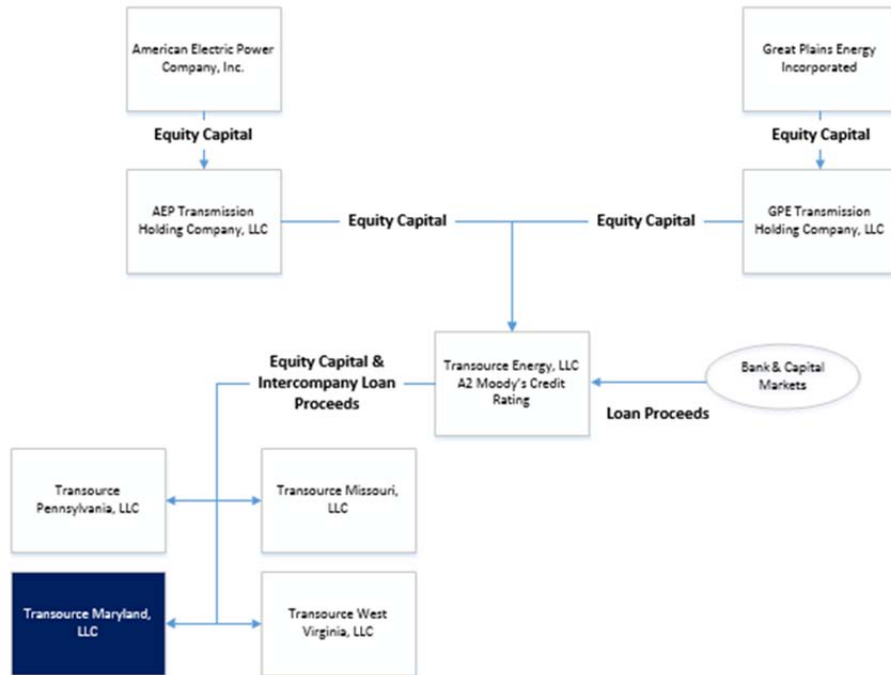 American Electric Power
Company, Inc.
Great Plains Energy
Incorporated
Equity Capital
Equity Capital
AEP Transmission
Holding Company, LLC
Equity Capital
Equity Capital
GPE Transmission
Holding Company, LLC
Equity Capital &
Intercompany Loan
Proceeds
Transource Energy, LLC
A2 Moody's Credit
Rating
Bank & Capital
Markets
Loan Proceeds
Transource
Pennsylvania, LLC
Transource Missouri,
LLC
Transource Maryland,
LLC
Transource West
Virginia, LLC